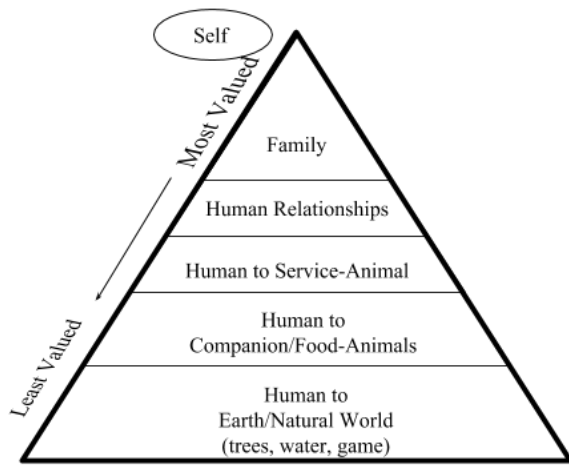 Self
Most Valued
Family
Human Relationships
Human to Service-Animal
Human to
Companion/Food-Animals
Least Valued
Human to
Earth/Natural World
(trees, water, game)